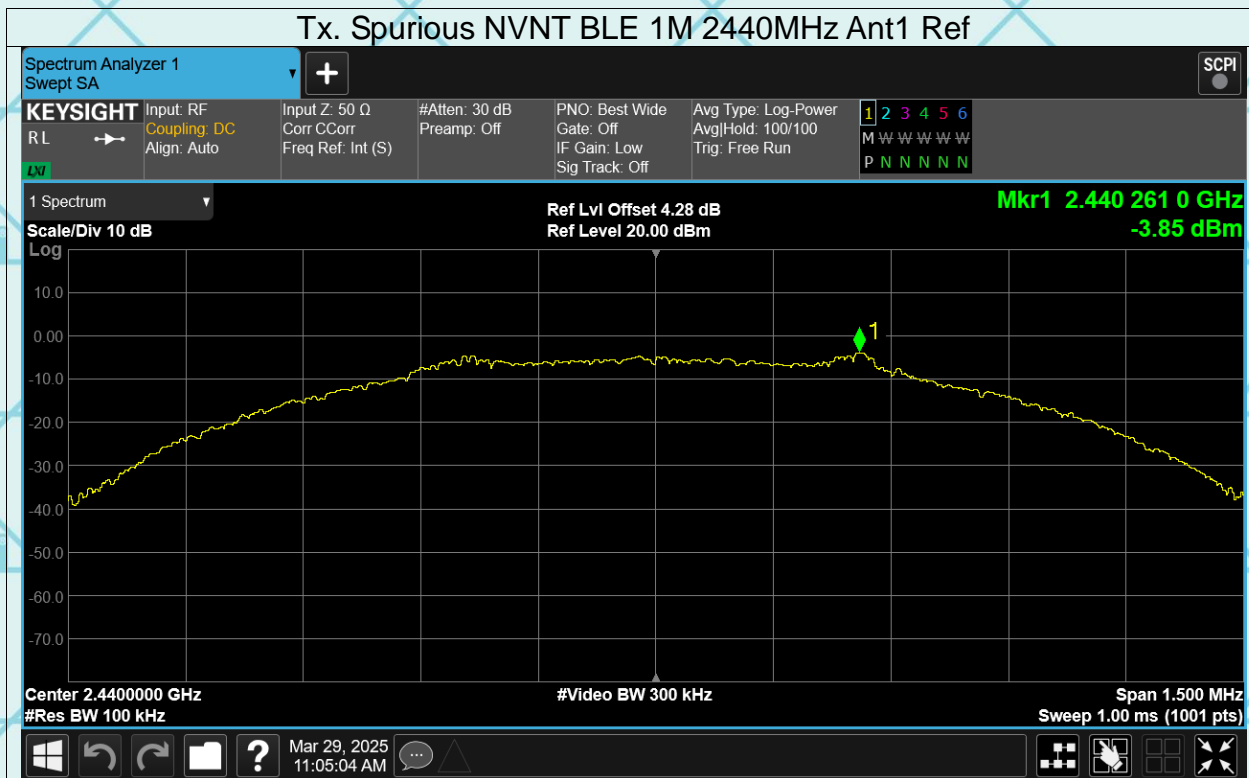 Tx. Spurious NVNT BLE 1M 2440MHz Ant1 Ref
Spectrum Analyzer 1
Swept SA
SCPI
KEYSIGHT
RL
LXI
Input: RF
Coupling: DC
Align: Auto
Input Z: 50 Ω
Corr CCorr
Freq Ref: Int (S)
#Atten: 30 dB
Preamp: Off
PNO: Best Wide
Gate: Off
IF Gain: Low
Sig Track: Off
Avg Type: Log-Power
Avg|Hold: 100/100
Trig: Free Run
1 2 3 4 5 6
M W W W W W
P N N N N N
1 Spectrum
Scale/Div 10 dB
Ref Lvl Offset 4.28 dB
Ref Level 20.00 dBm
Mkr1 2.440 261 0 GHz
-3.85 dBm
Log
10.0
0.00
-10.0
-20.0
-30.0
-40.0
-50.0
-60.0
-70.0
1
Center 2.4400000 GHz
#Res BW 100 kHz
#Video BW 300 kHz
Span 1.500 MHz
Sweep 1.00 ms (1001 pts)
?
Mar 29, 2025
11:05:04 AM